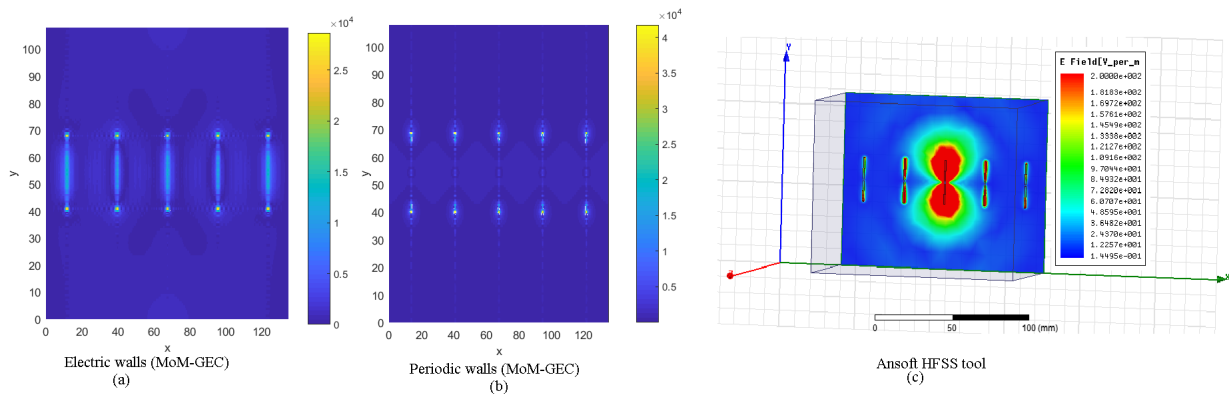 ×10^4
2.5
2
1.5
1
0.5
0
100
90
80
70
60
50
40
30
20
10
0
y
0 20 40 60 80 100 120
x
Electric walls (MoM-GEC)
(a)
×10^4
4
3.5
3
2.5
2
1.5
1
0.5
100
90
80
70
60
50
40
30
20
10
0
y
0 20 40 60 80 100 120
x
Periodic walls (MoM-GEC)
(b)
Y
E Field[V_per_m
2.0000e+002
1.8183e+002
1.6972e+002
1.5761e+002
1.4549e+002
1.3338e+002
1.2127e+002
1.0916e+002
9.7043e+001
8.4932e+001
7.2820e+001
6.0707e+001
4.8595e+001
3.6482e+001
2.4370e+001
1.2257e+001
1.4495e-001
X
0 50 100 (mm)
Ansoft HFSS tool
(c)